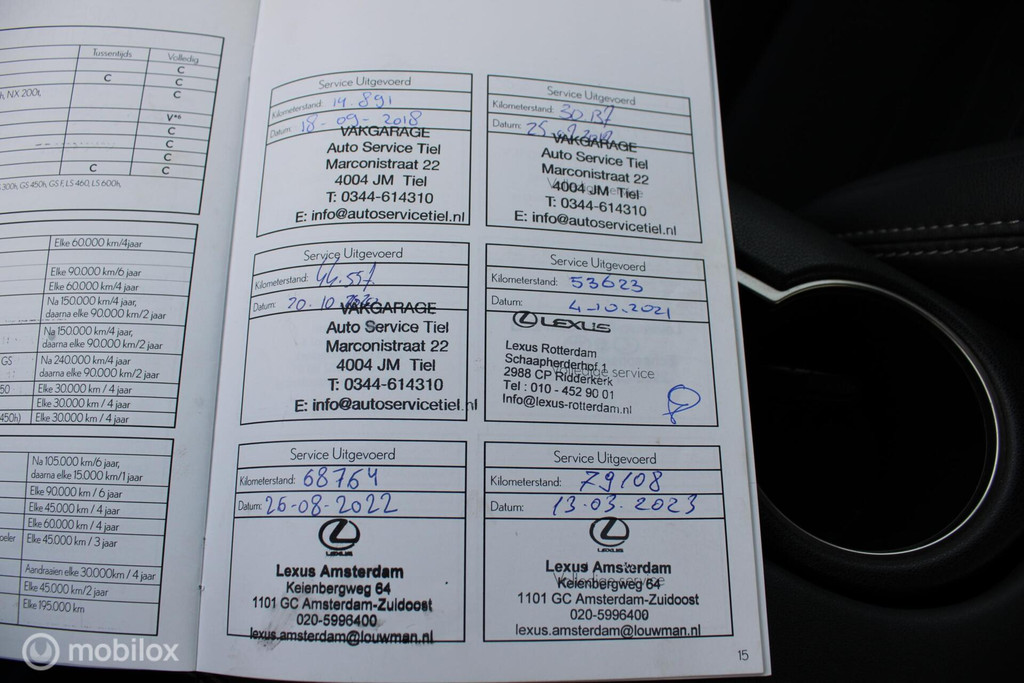 Tussentijds Volledig
C
C C
h, NX 200t, C
V*⁶
C
C
C
C C
300h, GS 450h, GS F, LS 460, LS 600h,
Elke 60.000 km/4jaar
Elke 90.000 km/6 jaar
Elke 60.000 km/4jaar
Na 150.000 km/4 jaar,
daarna elke 90.000 km/2 jaar
Na 150.000 km/4 jaar,
daarna elke 90.000 km/2 jaar
GS Na 240.000 km/4 jaar
daarna elke 90.000 km/2 jaar
50 Elke 30.000 km / 4 jaar
Elke 30.000 km / 4 jaar
450h) Elke 30.000 km / 4 jaar
Na 105.000 km/6 jaar,
daarna elke 15.000 km/1 jaar
Elke 90.000 km / 6 jaar
Elke 45.000 km / 4 jaar
Elke 60.000 km / 4 jaar
oeler Elke 45.000 km / 3 jaar
Aandraaien elke 30.000km / 4 jaar
Elke 45.000 km/2 jaar
Elke 195.000 km
Service Uitgevoerd
Kilometerstand: 14.891
Datum: 18-09-2018
VAKGARAGE
Auto Service Tiel
Marconistraat 22
4004 JM Tiel
T: 0344-614310
E: info@autoservicetiel.nl
Service Uitgevoerd
Kilometerstand:
Datum:
VAKGARAGE
Auto Service Tiel
Marconistraat 22
4004 JM Tiel
T: 0344-614310
E: info@autoservicetiel.nl
Service Uitgevoerd
Kilometerstand: 44.557
Datum: 20.10
VAKGARAGE
Auto Service Tiel
Marconistraat 22
4004 JM Tiel
T: 0344-614310
E: info@autoservicetiel.nl
Service Uitgevoerd
Kilometerstand: 53623
Datum: 4.10.2021
LEXUS
Lexus Rotterdam
Schaapherderhof 1
Volledige service
2988 CP Ridderkerk
Tel : 010 - 452 90 01
Info@lexus-rotterdam.nl
Service Uitgevoerd
Kilometerstand: 68764
Datum: 26-08-2022
LEXUS
Lexus Amsterdam
Keienbergweg 64
1101 GC Amsterdam-Zuidoost
020-5996400
lexus.amsterdam@louwman.nl
Service Uitgevoerd
Kilometerstand: 79108
Datum: 13.03.2023
LEXUS
Lexus Amsterdam
Volledige service
Keienbergweg 64
1101 GC Amsterdam-Zuidoost
020-5996400
lexus.amsterdam@louwman.nl
15
mobilox